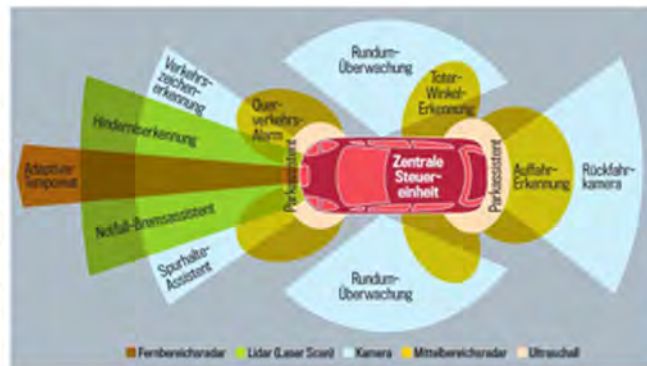 Rundum-
Überwachung
Verkehrs-
zeichen-
erkennung
Toter-
Winkel-
Erkennung
Quer-
verkehrs-
Alarm
Hinderniserkennung
Adaptiver
Tempomat
Parkassistent
Zentrale
Steuer-
einheit
Parkassistent
Auffahr-
Erkennung
Rückfahr-
kamera
Notfall-Bremsassistent
Spurhalte-
Assistent
Rundum-
Überwachung
Fernbereichsradar
Lidar (Laser Scan)
Kamera
Mittelbereichsradar
Ultraschall